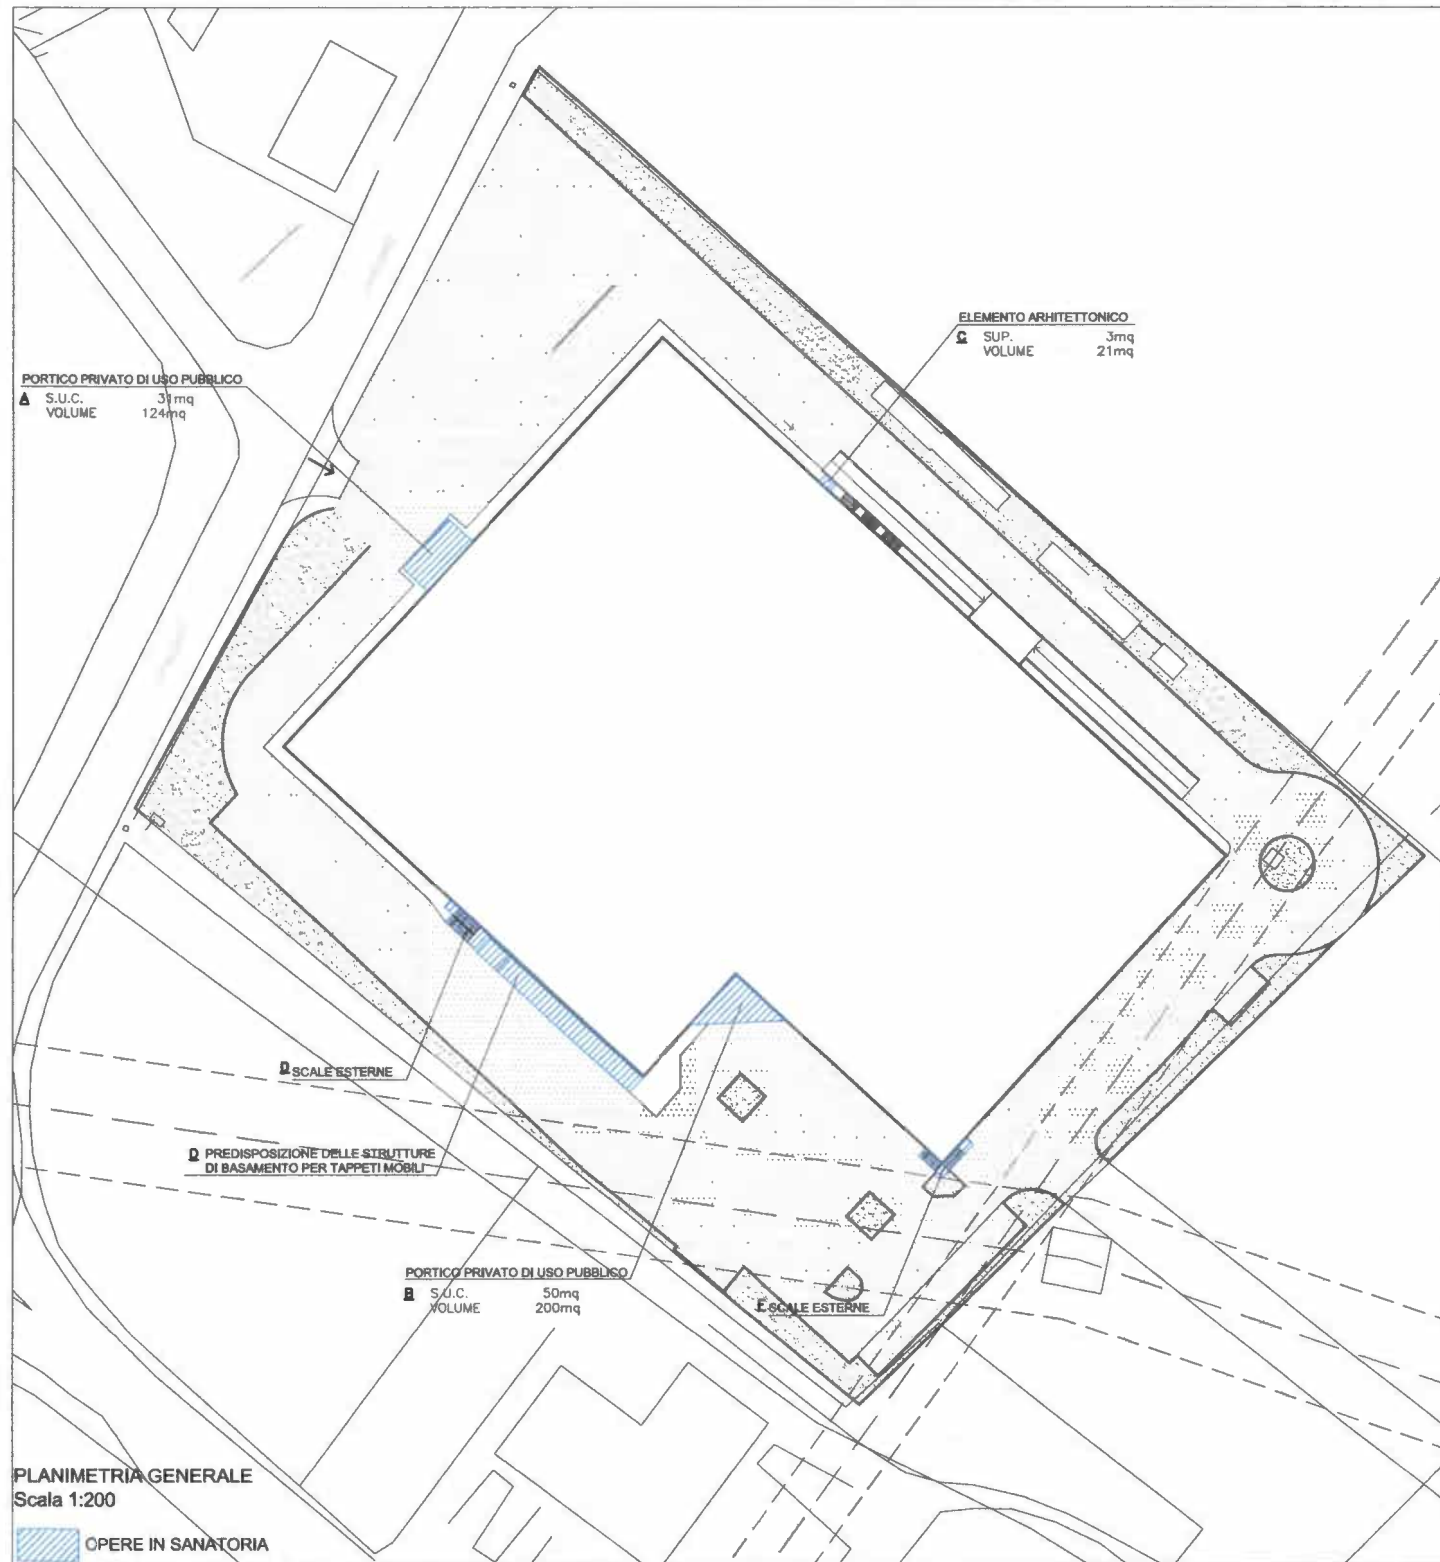 ELEMENTO ARHITETTONICO
C SUP. 3mq
VOLUME 21mq
PORTICO PRIVATO DI USO PUBBLICO
A S.U.C. 31mq
VOLUME 124mq
D SCALE ESTERNE
D PREDISPOSIZIONE DELLE STRUTTURE
DI BASAMENTO PER TAPPETI MOBILI
PORTICO PRIVATO DI USO PUBBLICO
B S.U.C. 50mq
VOLUME 200mq
E SCALE ESTERNE
PLANIMETRIA GENERALE
Scala 1:200
OPERE IN SANATORIA